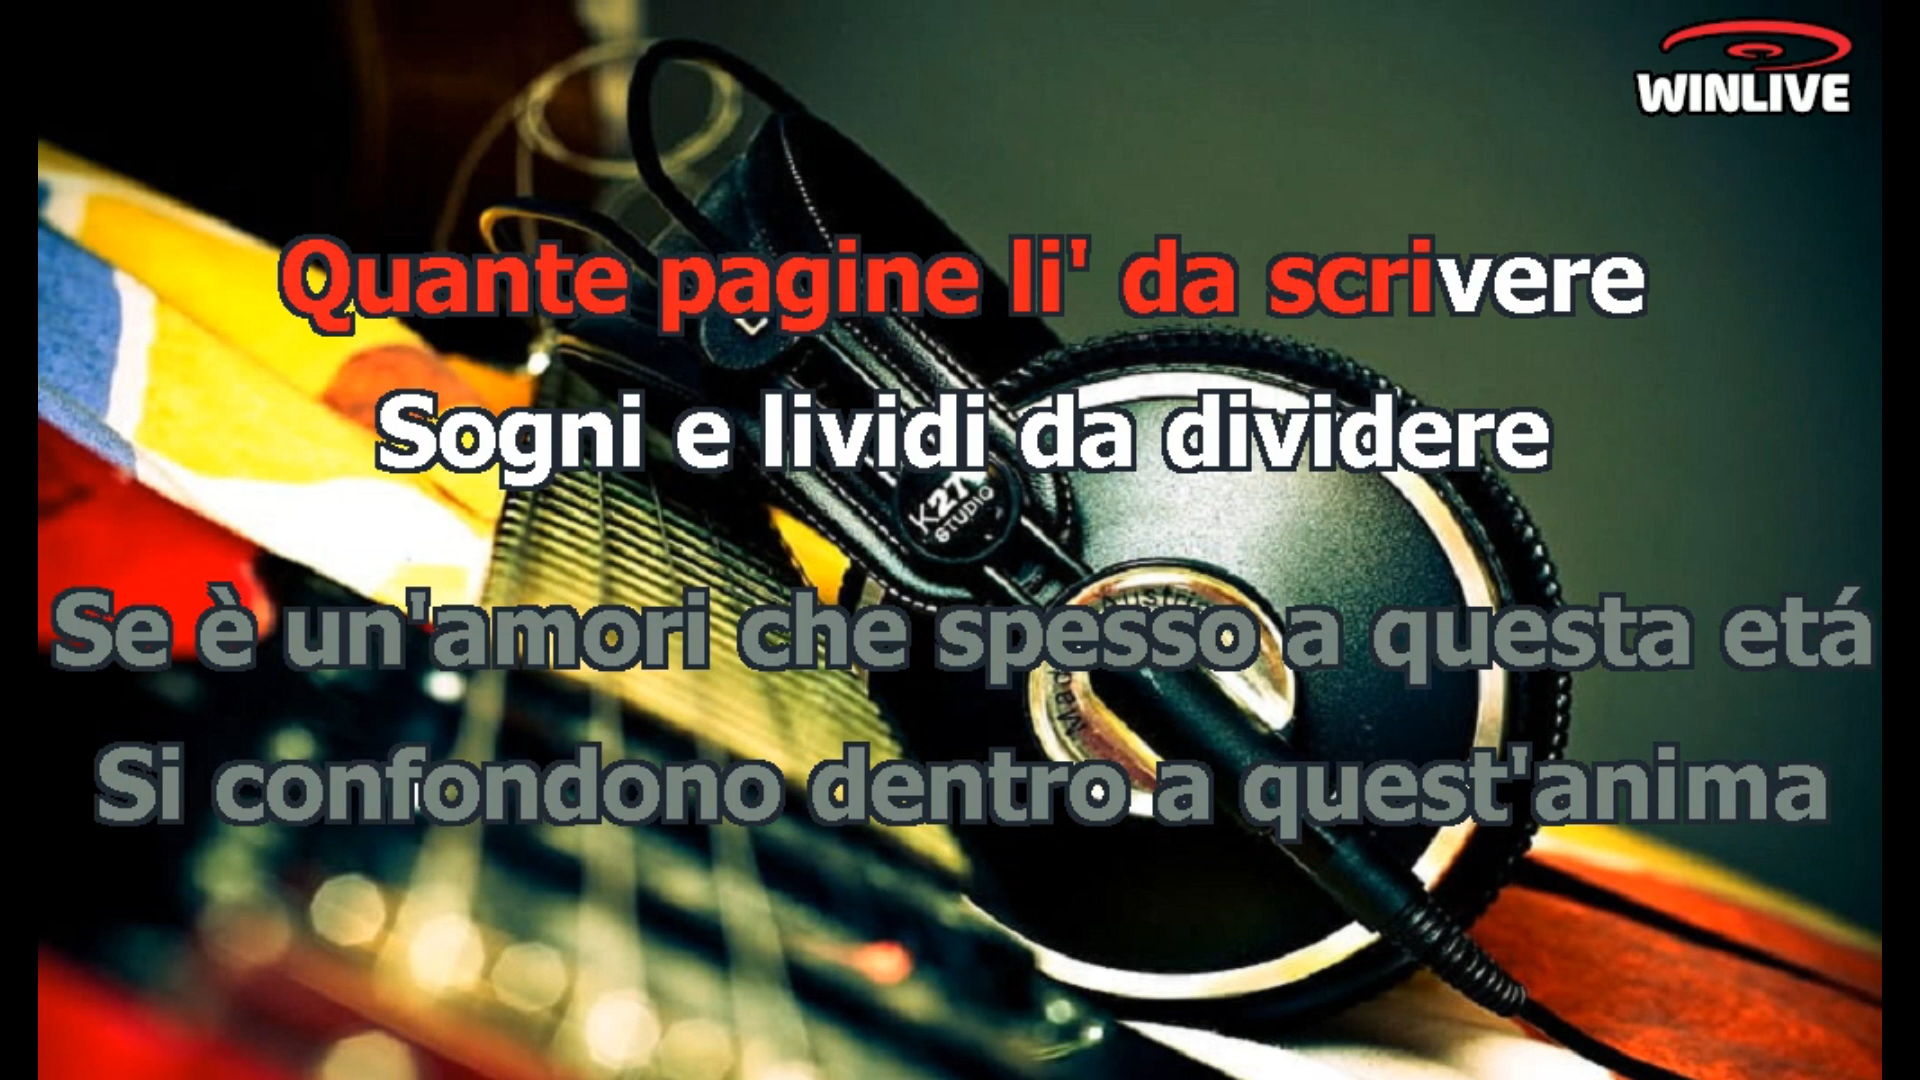 WINLIVE
Quante pagine li' da scrivere
Sogni e lividi da dividere
K27
STUDIO
Se è un'amori che spesso a questa etá
Si confondono dentro a quest'anima